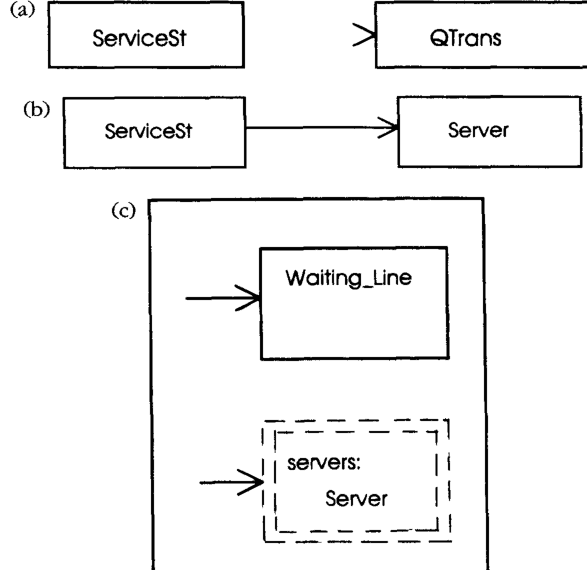 (a)
ServiceSt
QTrans
(b)
ServiceSt
Server
(c)
Waiting_Line
servers:
Server